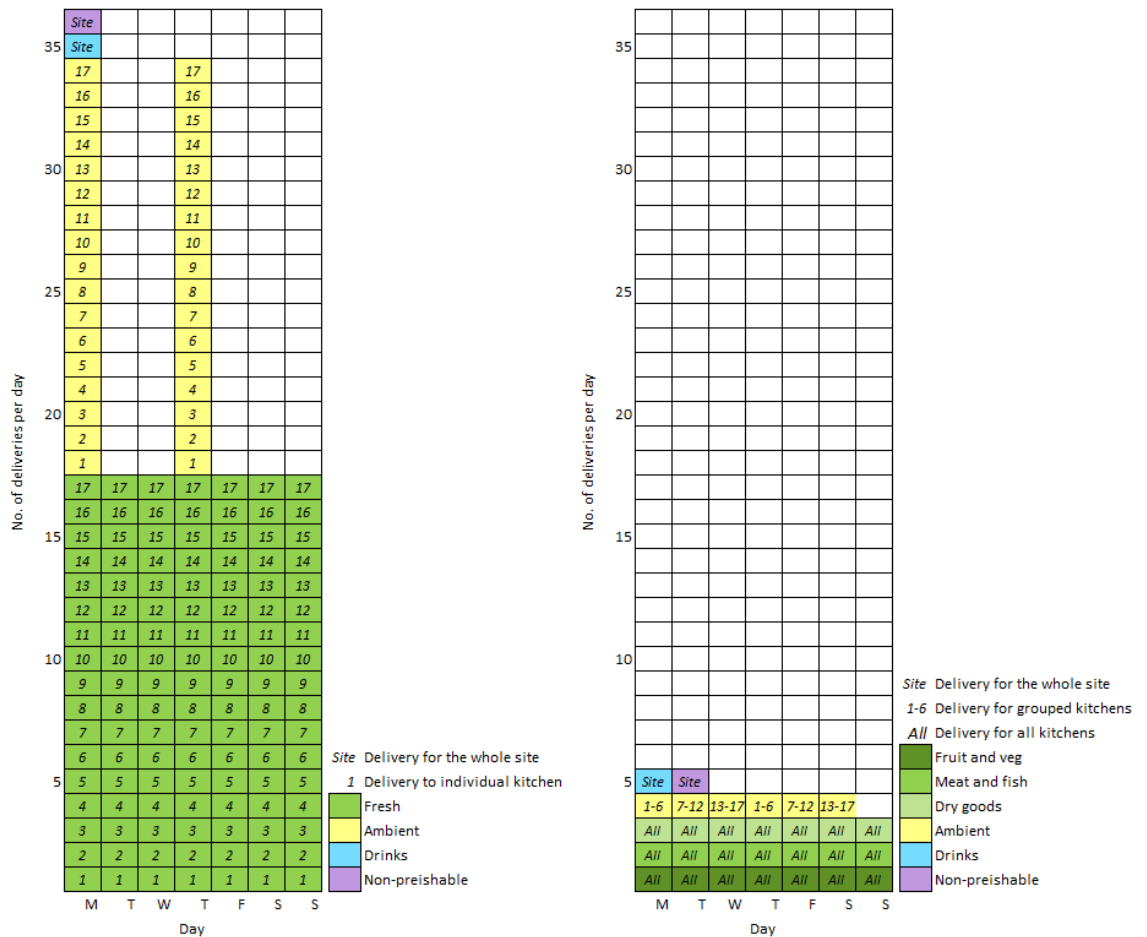 Site
35 Site
17 17
16 16
15 15
14 14
30 13 13
12 12
11 11
10 10
9 9
25 8 8
7 7
6 6
5 5
4 4
20 3 3
2 2
1 1
17 17 17 17 17 17 17
16 16 16 16 16 16 16
15 15 15 15 15 15 15 15
14 14 14 14 14 14 14
13 13 13 13 13 13 13
12 12 12 12 12 12 12
11 11 11 11 11 11 11
10 10 10 10 10 10 10 10
9 9 9 9 9 9 9
8 8 8 8 8 8 8
7 7 7 7 7 7 7
6 6 6 6 6 6 6
5 5 5 5 5 5 5 5
4 4 4 4 4 4 4
3 3 3 3 3 3 3
2 2 2 2 2 2 2
1 1 1 1 1 1 1
M T W T F S S
Day
No. of deliveries per day
Site Delivery for the whole site
1 Delivery to individual kitchen
Fresh
Ambient
Drinks
Non-preishable
35
30
25
20
15
10
5 Site Site
1-6 7-12 13-17 1-6 7-12 13-17
All All All All All All All
All All All All All All All
All All All All All All All
M T W T F S S
Day
No. of deliveries per day
Site Delivery for the whole site
1-6 Delivery for grouped kitchens
All Delivery for all kitchens
Fruit and veg
Meat and fish
Dry goods
Ambient
Drinks
Non-preishable